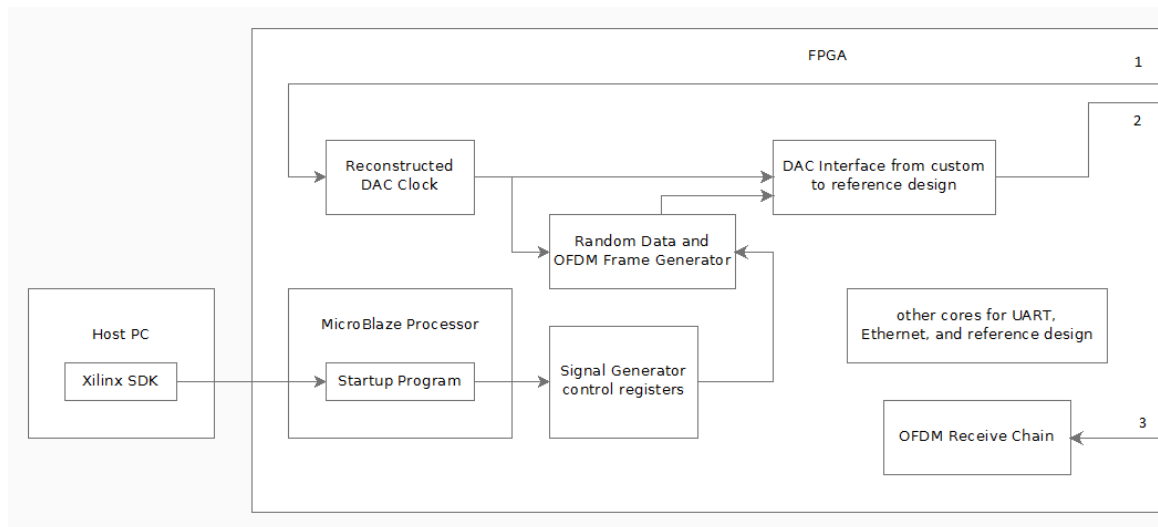 FPGA
1
2
Reconstructed
DAC Clock
DAC Interface from custom
to reference design
Random Data and
OFDM Frame Generator
Host PC
Xilinx SDK
MicroBlaze Processor
Startup Program
Signal Generator
control registers
other cores for UART,
Ethernet, and reference design
OFDM Receive Chain
3